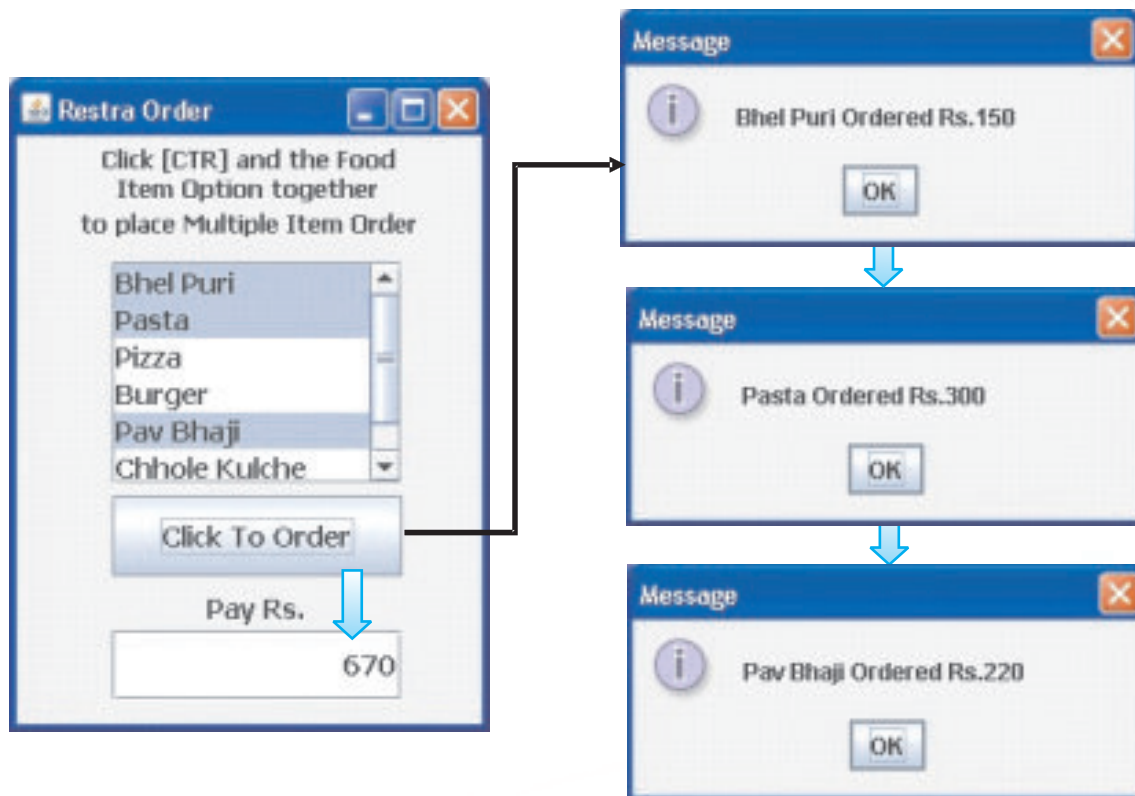 Restra Order
Click [CTR] and the Food
Item Option together
to place Multiple Item Order
Bhel Puri
Pasta
Pizza
Burger
Pav Bhaji
Chhole Kulche
Click To Order
Pay Rs.
670
Message
Bhel Puri Ordered Rs.150
OK
Message
Pasta Ordered Rs.300
OK
Message
Pav Bhaji Ordered Rs.220
OK